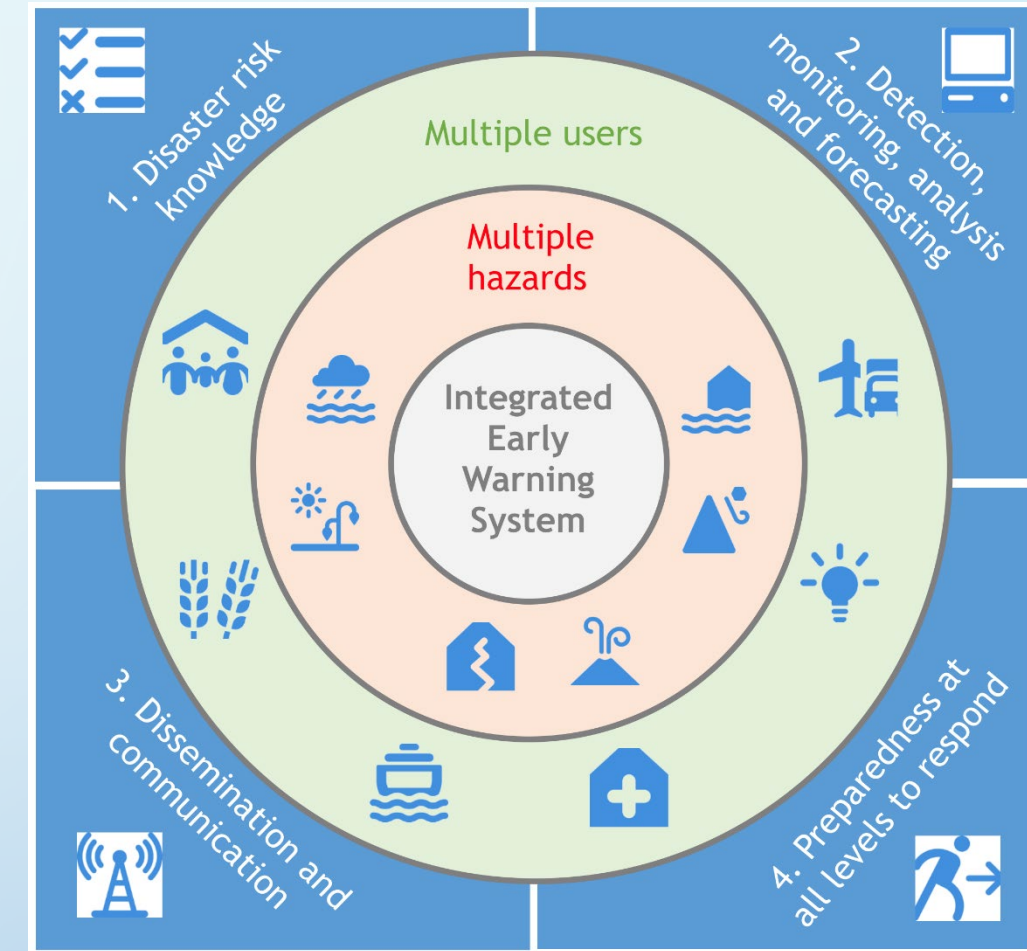 1. Disaster risk
knowledge
2. Detection,
monitoring, analysis
and forecasting
Multiple users
Multiple
hazards
Integrated
Early
Warning
System
3. Dissemination and
communication
4. Preparedness at
all levels to respond